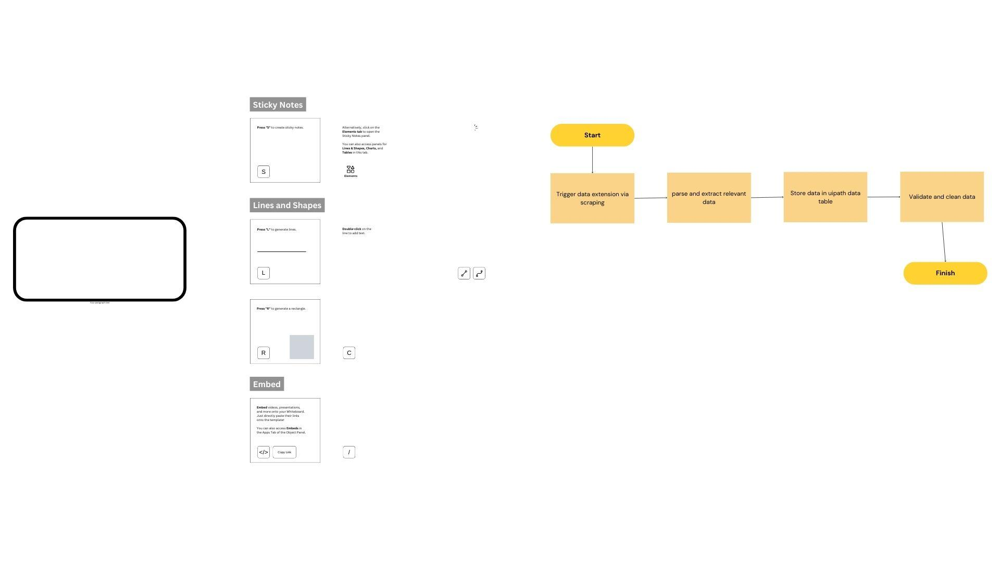 Your paragraph text
Sticky Notes
Press "S" to create sticky notes.
S
Alternatively, click on the
Elements tab to open the
Sticky Notes panel.
You can also access panels for
Lines & Shapes, Charts, and
Tables in this tab.
Elements
Lines and Shapes
Press "L" to generate lines.
L
Double-click on the
line to add text.
Press "R" to generate a rectangle.
R
C
Embed
Embed videos, presentations,
and more onto your Whiteboard.
Just directly paste their links
onto the template!
You can also access Embeds in
the Apps Tab of the Object Panel.
</>
Copy Link
/
Start
Trigger data extension via
scraping
parse and extract relevant
data
Store data in uipath data
table
Validate and clean data
Finish